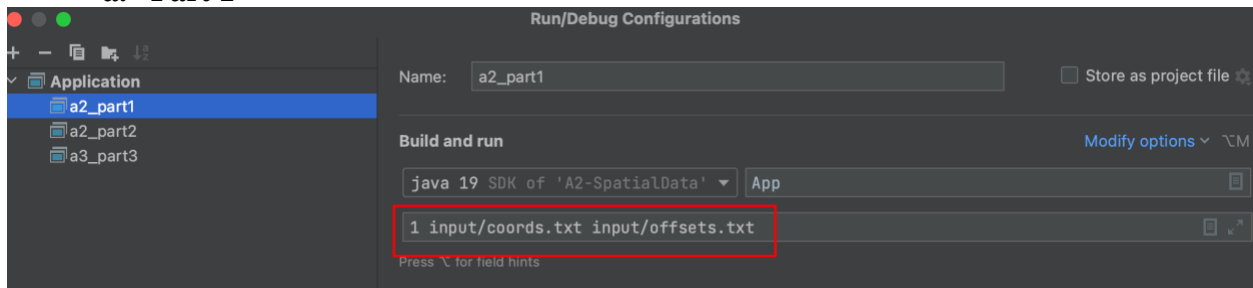 Run/Debug Configurations
Application
a2_part1
a2_part2
a3_part3
Name: a2_part1 Store as project file
Build and run Modify options ⌥M
java 19 SDK of 'A2-SpatialData' App
1 input/coords.txt input/offsets.txt
Press ⌥ for field hints